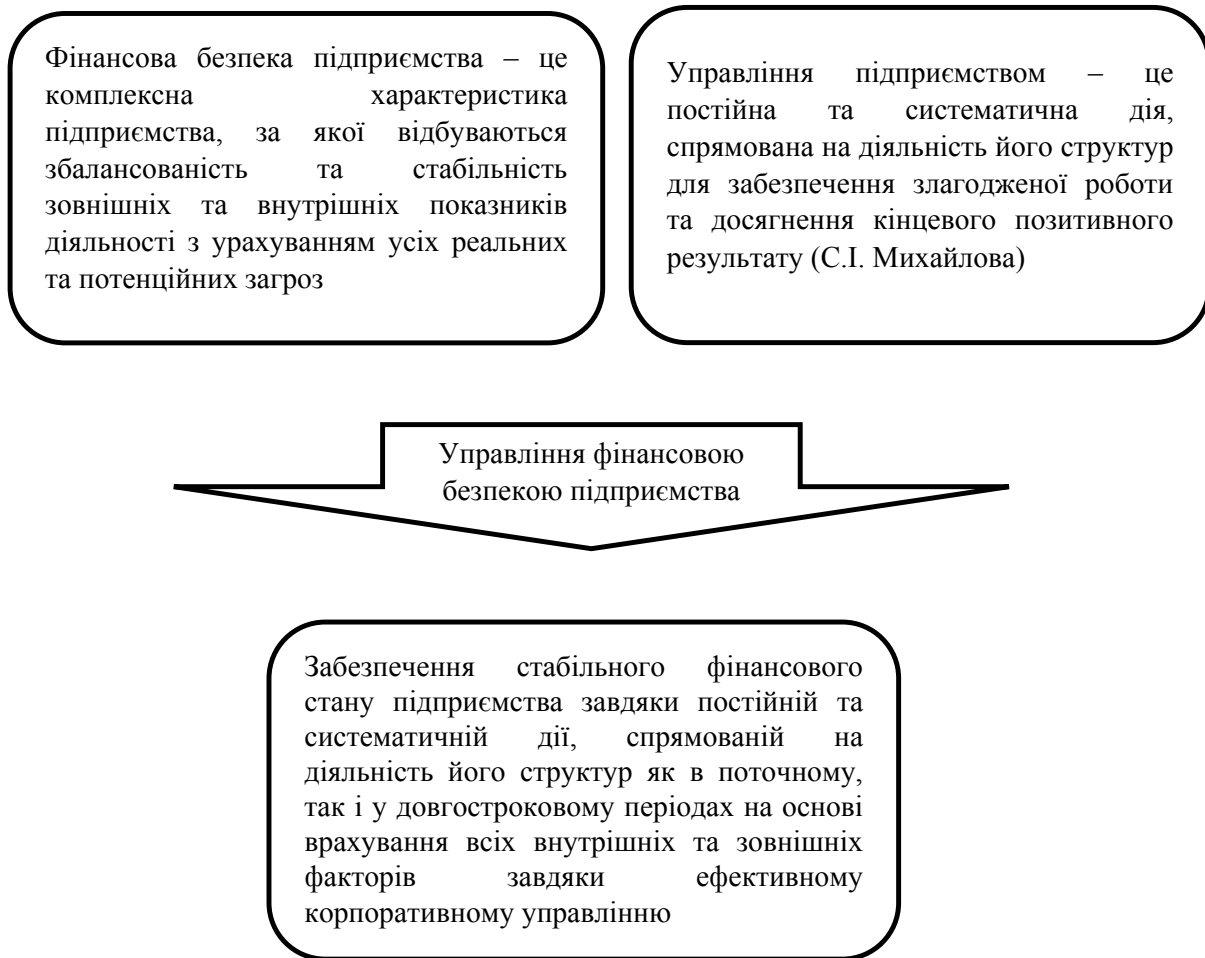 Фінансова безпека підприємства – це
комплексна характеристика
підприємства, за якої відбуваються
збалансованість та стабільність
зовнішніх та внутрішніх показників
діяльності з урахуванням усіх реальних
та потенційних загроз
Управління підприємством – це
постійна та систематична дія,
спрямована на діяльність його структур
для забезпечення злагодженої роботи
та досягнення кінцевого позитивного
результату (С.І. Михайлова)
Управління фінансовою
безпекою підприємства
Забезпечення стабільного фінансового
стану підприємства завдяки постійній та
систематичній дії, спрямованій на
діяльність його структур як в поточному,
так і у довгостроковому періодах на основі
врахування всіх внутрішніх та зовнішніх
факторів завдяки ефективному
корпоративному управлінню